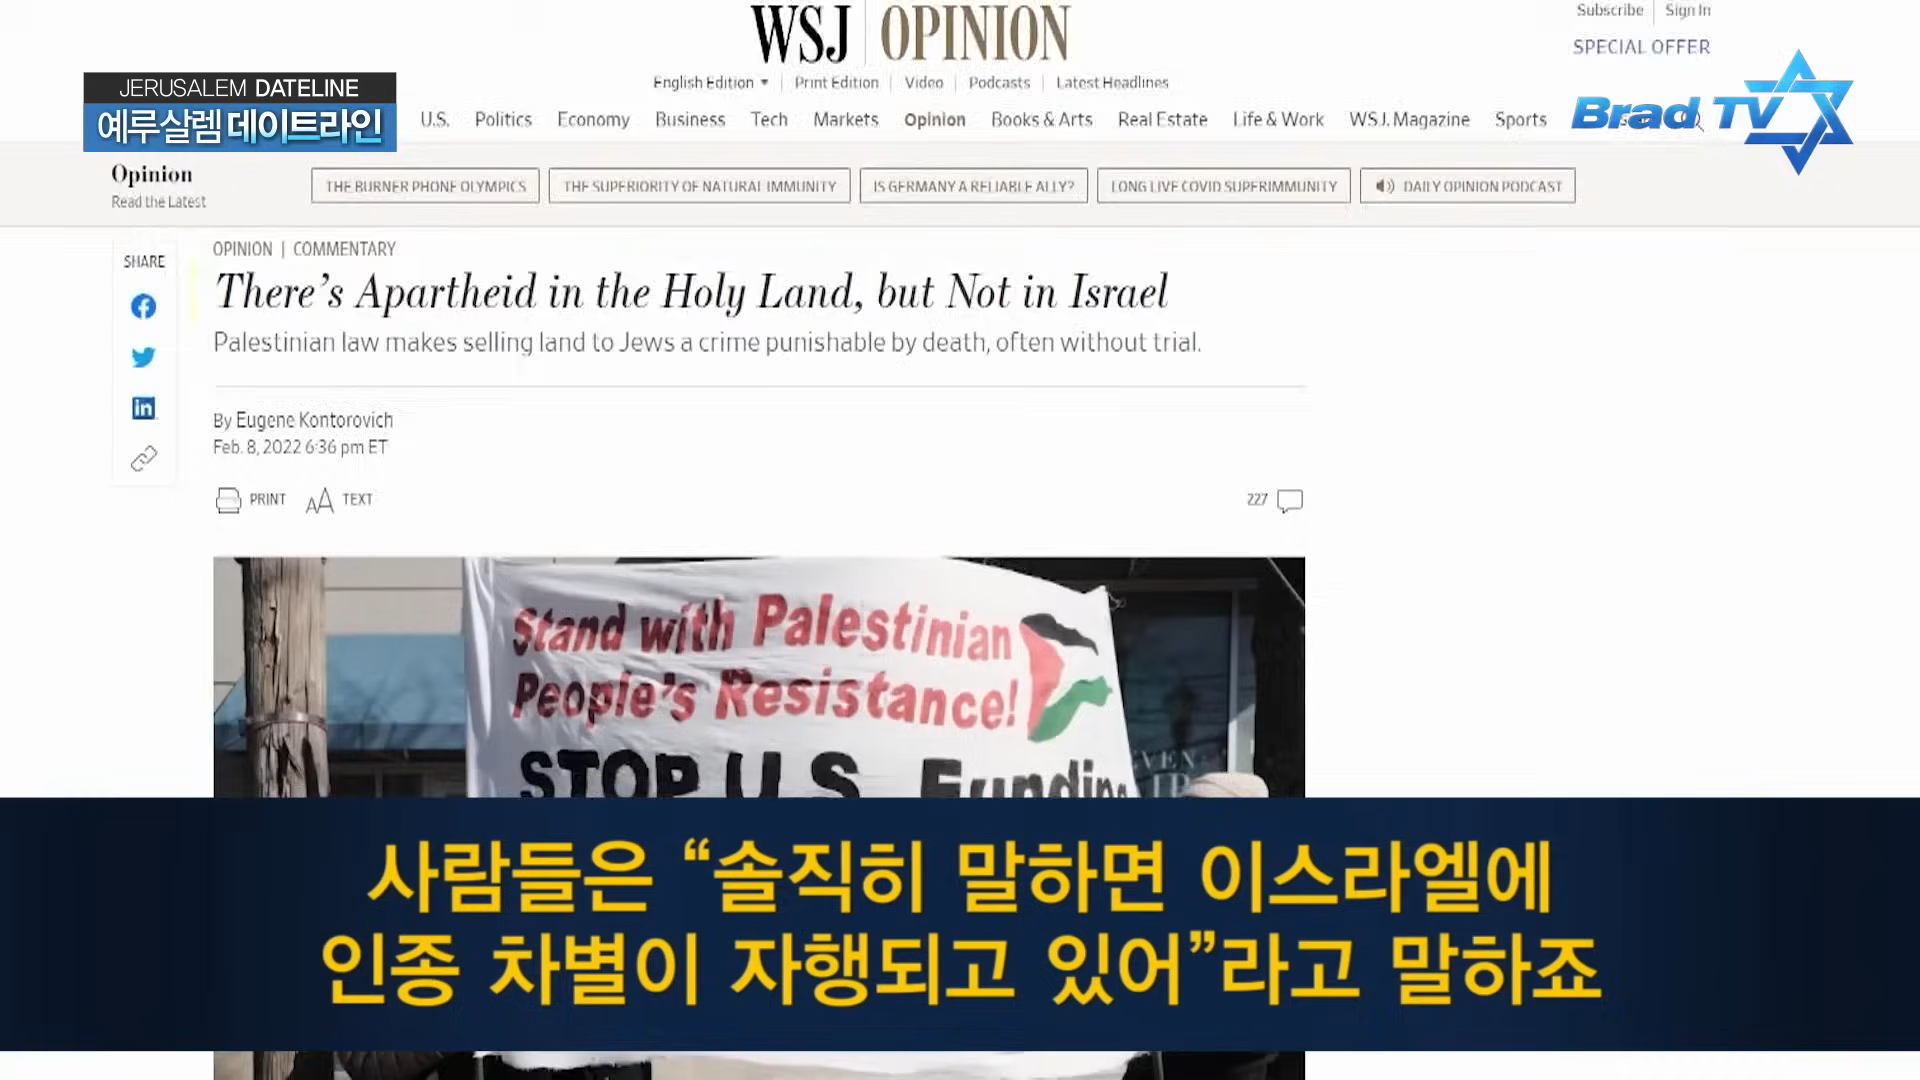 WSJ OPINION
Subscribe Sign In
SPECIAL OFFER
English Edition Print Edition Video Podcasts Latest Headlines
JERUSALEM DATELINE
예루살렘 데이트라인
Brad TV
U.S. Politics Economy Business Tech Markets Opinion Books & Arts Real Estate Life & Work WSJ. Magazine Sports
Opinion
Read the Latest
THE BURNER PHONE OLYMPICS THE SUPERIORITY OF NATURAL IMMUNITY IS GERMANY A RELIABLE ALLY? LONG LIVE COVID SUPERIMMUNITY DAILY OPINION PODCAST
SHARE
OPINION | COMMENTARY
There's Apartheid in the Holy Land, but Not in Israel
Palestinian law makes selling land to Jews a crime punishable by death, often without trial.
By Eugene Kontorovich
Feb. 8, 2022 6:36 pm ET
PRINT AA TEXT
227
Stand with Palestinian
People's Resistance!
STOP U.S. Funding
사람들은 “솔직히 말하면 이스라엘에
인종 차별이 자행되고 있어”라고 말하죠